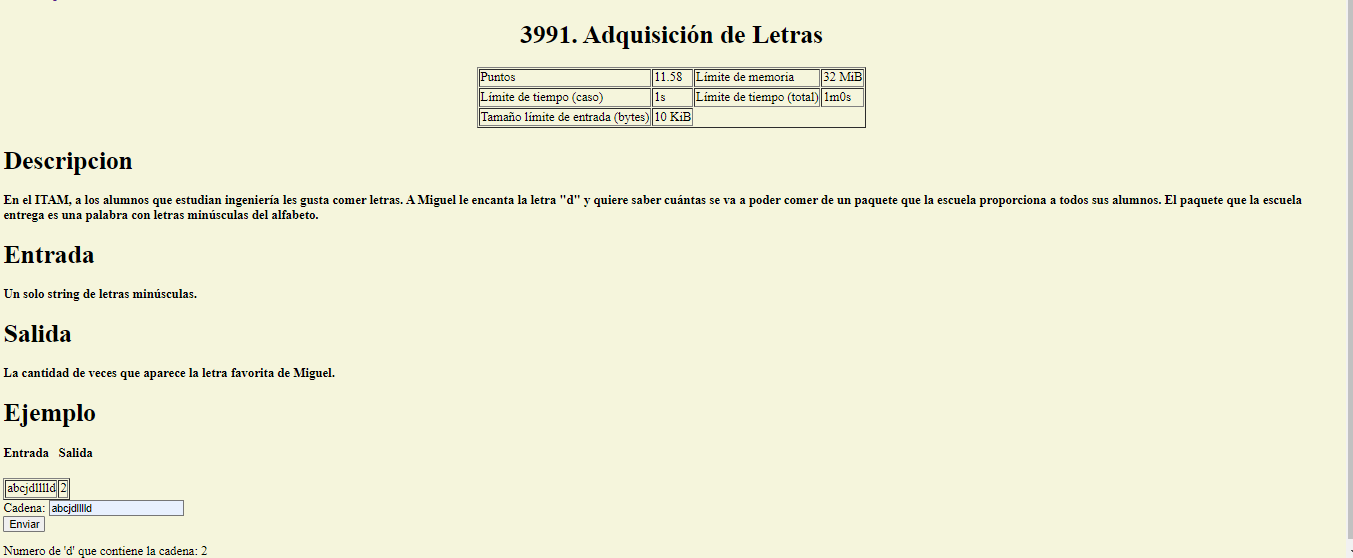 3991. Adquisición de Letras
Puntos 11.58 Límite de memoria 32 MiB
Límite de tiempo (caso) 1s Límite de tiempo (total) 1m0s
Tamaño límite de entrada (bytes) 10 KiB
Descripcion
En el ITAM, a los alumnos que estudian ingeniería les gusta comer letras. A Miguel le encanta la letra "d" y quiere saber cuántas se va a poder comer de un paquete que la escuela proporciona a todos sus alumnos. El paquete que la escuela
entrega es una palabra con letras minúsculas del alfabeto.
Entrada
Un solo string de letras minúsculas.
Salida
La cantidad de veces que aparece la letra favorita de Miguel.
Ejemplo
Entrada Salida
abcjdlllld 2
Cadena: abcjdlllld
Enviar
Numero de 'd' que contiene la cadena: 2